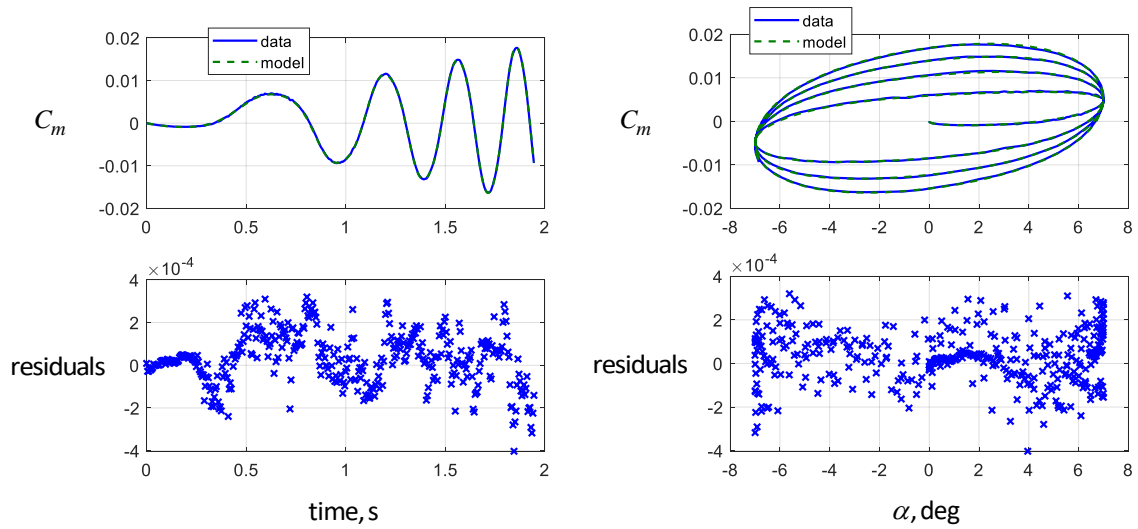 data
model
0.02
0.01
0
-0.01
-0.02
C_m
0 0.5 1 1.5 2
data
model
0.02
0.01
0
-0.01
-0.02
C_m
-8 -6 -4 -2 0 2 4 6 8
×10⁻⁴
4
2
0
-2
-4
residuals
0 0.5 1 1.5 2
time, s
×10⁻⁴
4
2
0
-2
-4
residuals
-8 -6 -4 -2 0 2 4 6 8
α, deg